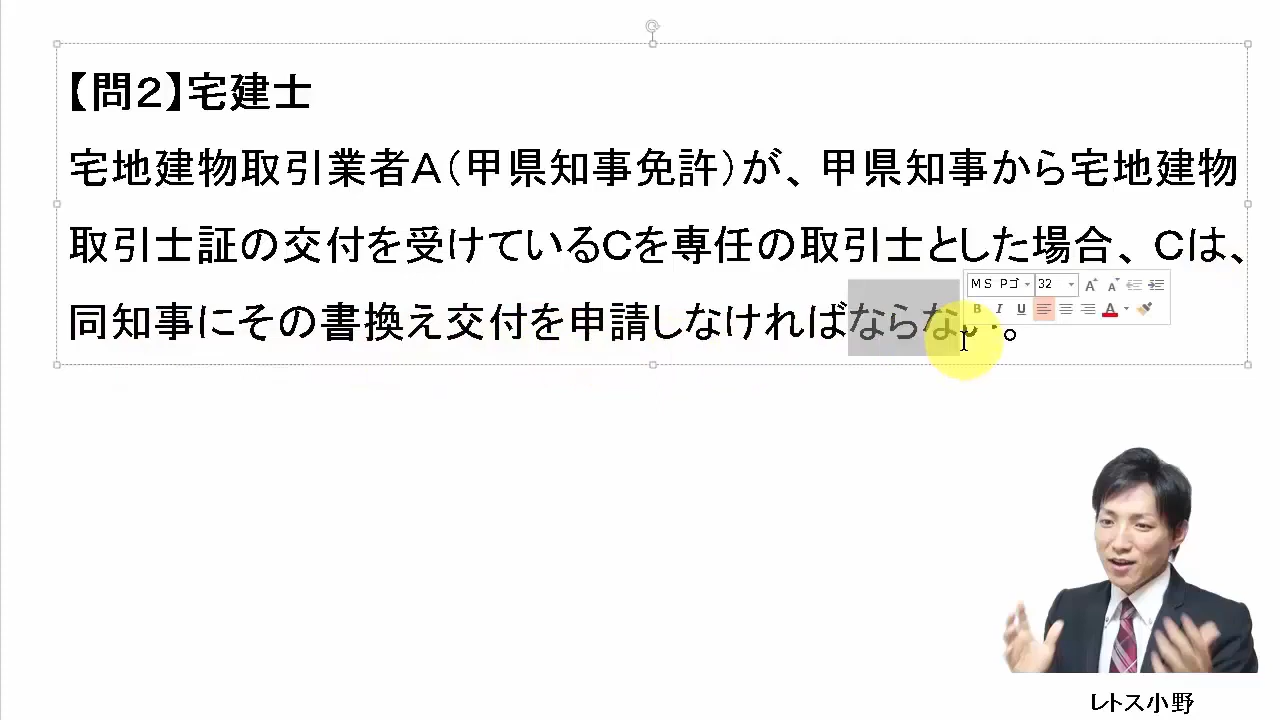 【問２】宅建士
宅地建物取引業者Ａ（甲県知事免許）が、甲県知事から宅地建物
取引士証の交付を受けているＣを専任の取引士とした場合、Ｃは、
同知事にその書換え交付を申請しなければならない。
ＭＳ Ｐゴ 32
B I U A
レトス小野